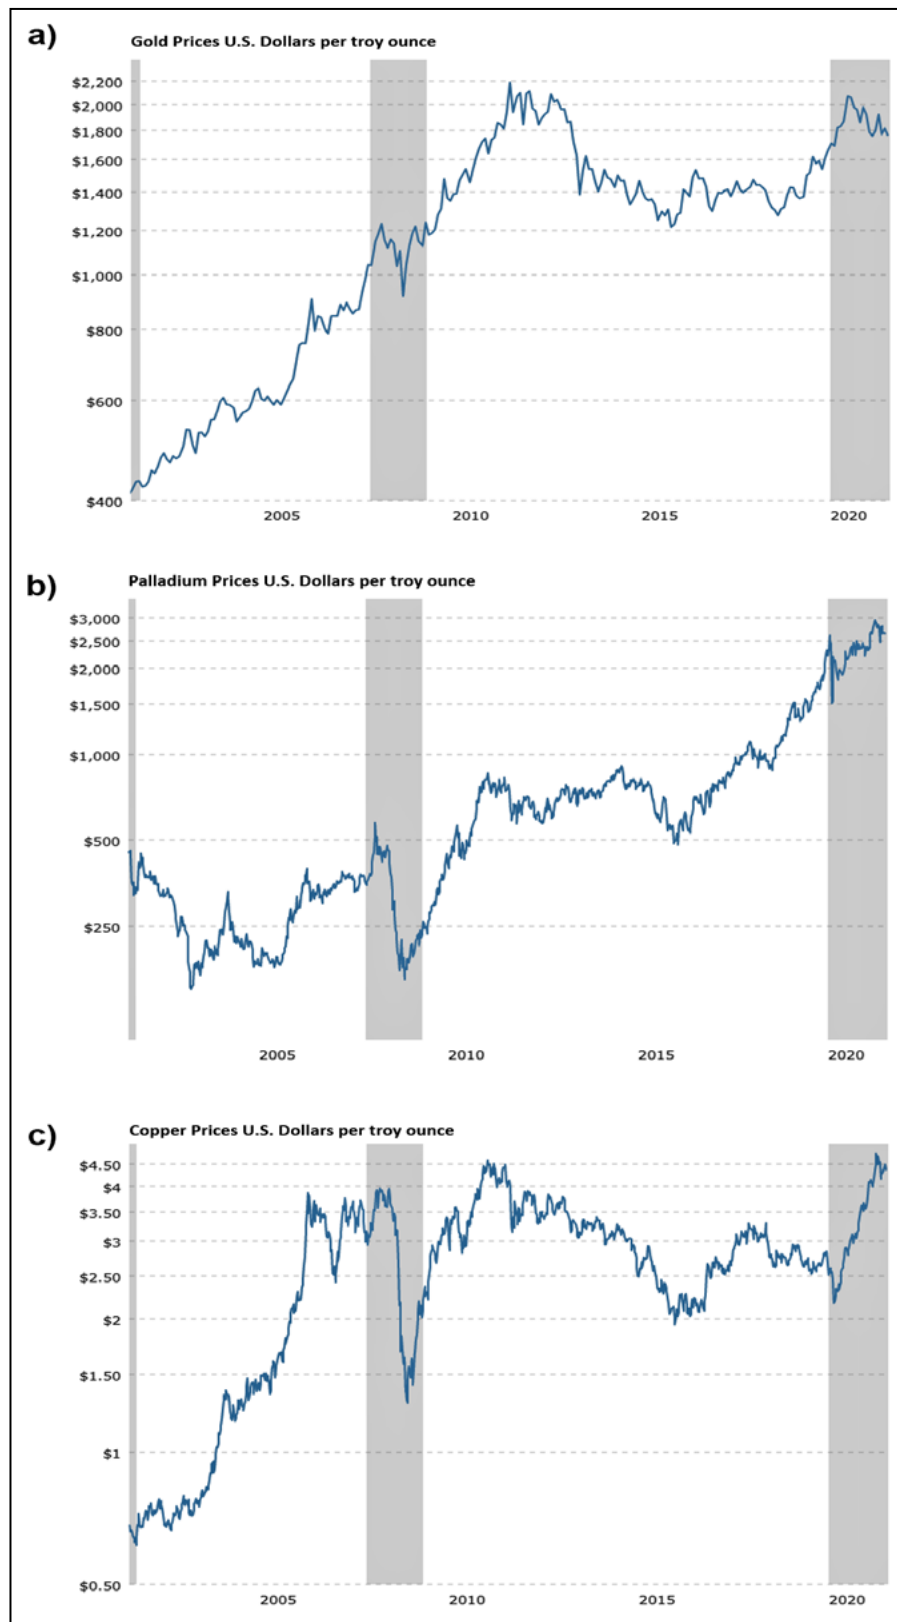 a)
Gold Prices U.S. Dollars per troy ounce
$2,200
$2,000
$1,800
$1,600
$1,400
$1,200
$1,000
$800
$600
$400
2005 2010 2015 2020
b)
Palladium Prices U.S. Dollars per troy ounce
$3,000
$2,500
$2,000
$1,500
$1,000
$500
$250
2005 2010 2015 2020
c)
Copper Prices U.S. Dollars per troy ounce
$4.50
$4
$3.50
$3
$2.50
$2
$1.50
$1
$0.50
2005 2010 2015 2020